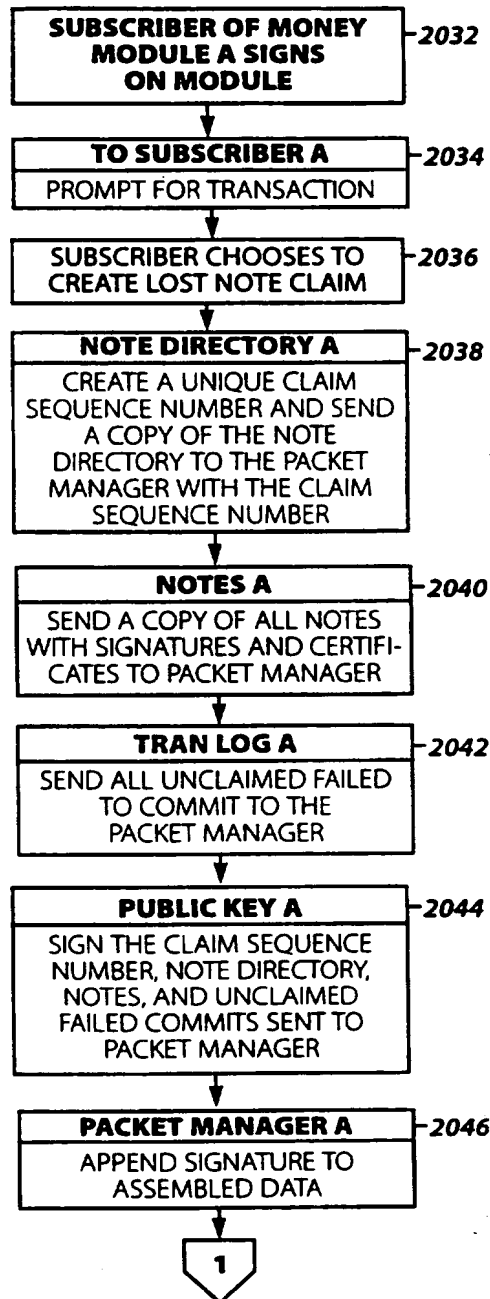 SUBSCRIBER OF MONEY
MODULE A SIGNS
ON MODULE
2032
TO SUBSCRIBER A
2034
PROMPT FOR TRANSACTION
SUBSCRIBER CHOOSES TO
CREATE LOST NOTE CLAIM
2036
NOTE DIRECTORY A
2038
CREATE A UNIQUE CLAIM
SEQUENCE NUMBER AND SEND
A COPY OF THE NOTE
DIRECTORY TO THE PACKET
MANAGER WITH THE CLAIM
SEQUENCE NUMBER
NOTES A
2040
SEND A COPY OF ALL NOTES
WITH SIGNATURES AND CERTIFI-
CATES TO PACKET MANAGER
TRAN LOG A
2042
SEND ALL UNCLAIMED FAILED
TO COMMIT TO THE
PACKET MANAGER
PUBLIC KEY A
2044
SIGN THE CLAIM SEQUENCE
NUMBER, NOTE DIRECTORY,
NOTES, AND UNCLAIMED
FAILED COMMITS SENT TO
PACKET MANAGER
PACKET MANAGER A
2046
APPEND SIGNATURE TO
ASSEMBLED DATA
1